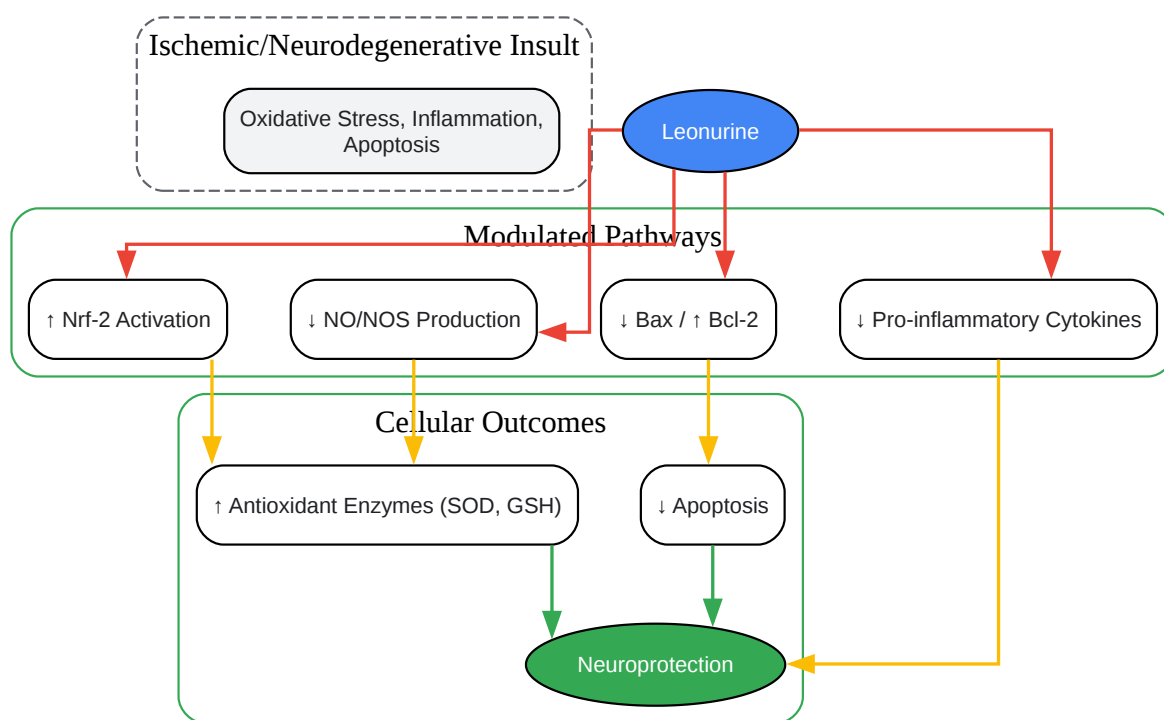 Ischemic/Neurodegenerative Insult
Oxidative Stress, Inflammation,
Apoptosis
Leonurine
Modulated Pathways
↑ Nrf-2 Activation
↓ NO/NOS Production
↓ Bax / ↑ Bcl-2
↓ Pro-inflammatory Cytokines
Cellular Outcomes
↑ Antioxidant Enzymes (SOD, GSH)
↓ Apoptosis
Neuroprotection